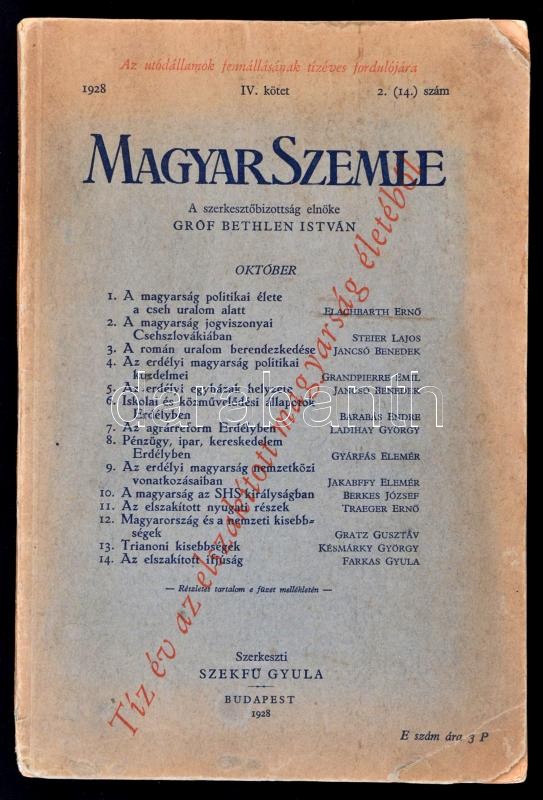 Az utódállamok fennállásának tízéves fordulójára
1928 IV. kötet 2. (14.) szám
MAGYAR SZEMLE
A szerkesztőbizottság elnöke
GRÓF BETHLEN ISTVÁN
OKTÓBER
1. A magyarság politikai élete
a cseh uralom alatt FLACHBARTH ERNŐ
2. A magyarság jogviszonyai
Csehszlovákiában STEIER LAJOS
3. A román uralom berendezkedése JANCSÓ BENEDEK
4. Az erdélyi magyarság politikai
küzdelmei GRANDPIERRE EMIL
5. Az erdélyi egyházak helyzete JANCSÓ BENEDEK
6. Iskolai és közművelődési állapotok
Erdélyben BARABÁS ENDRE
7. Az agrárreform Erdélyben LADIHAY GYÖRGY
8. Pénzügy, ipar, kereskedelem
Erdélyben GYÁRFÁS ELEMÉR
9. Az erdélyi magyarság nemzetközi
vonatkozásaiban JAKABFFY ELEMÉR
10. A magyarság az SHS királyságban BERKES JÓZSEF
11. Az elszakított nyugati részek TRAEGER ERNŐ
12. Magyarország és a nemzeti kisebb-
ségek GRATZ GUSZTÁV
13. Trianoni kisebbségek KÉSMÁRKY GYÖRGY
14. Az elszakított ifjúság FARKAS GYULA
— Részletes tartalom e füzet mellékletén —
Tíz év az elszakított magyarság életéből
darabanth
Szerkeszti
SZEKFŰ GYULA
BUDAPEST
1928
E szám ára 3 P